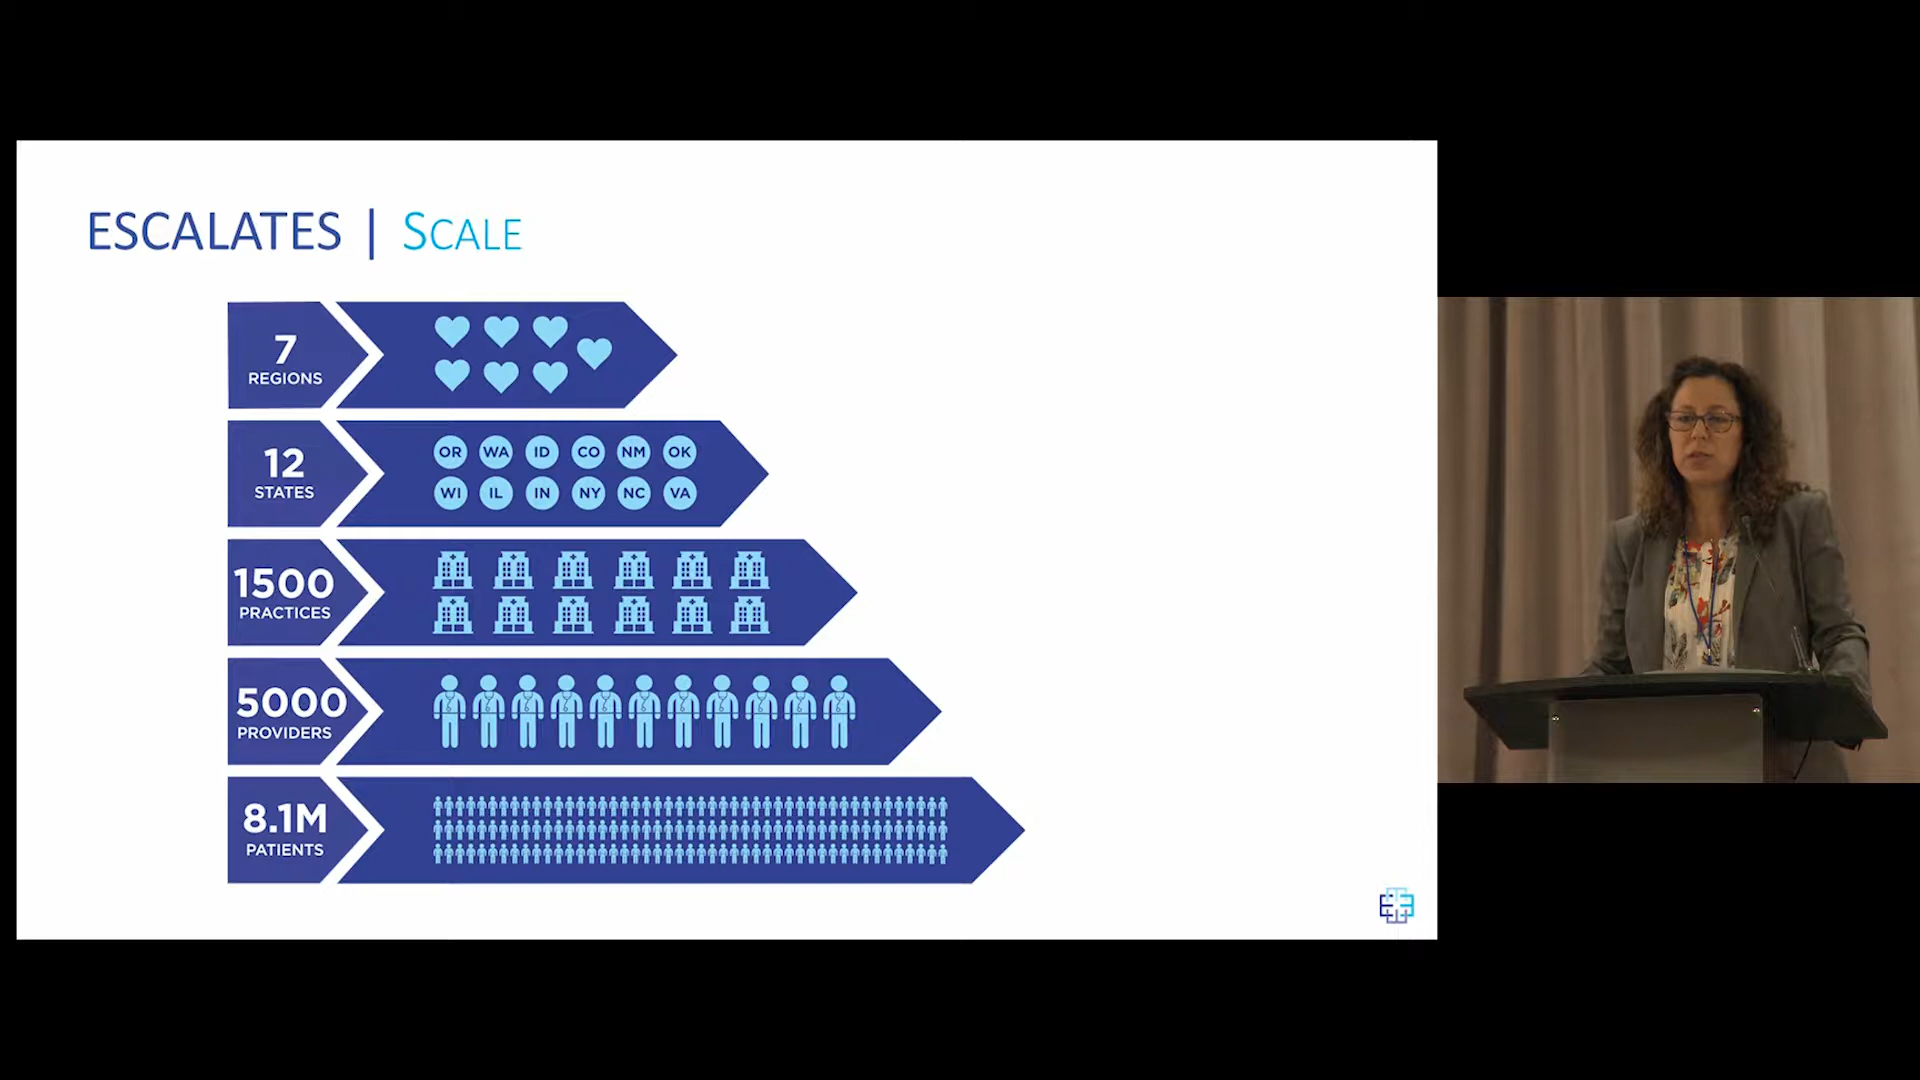 ESCALATES | SCALE
7
REGIONS
12
STATES
OR WA ID CO NM OK
WI IL IN NY NC VA
1500
PRACTICES
5000
PROVIDERS
8.1M
PATIENTS